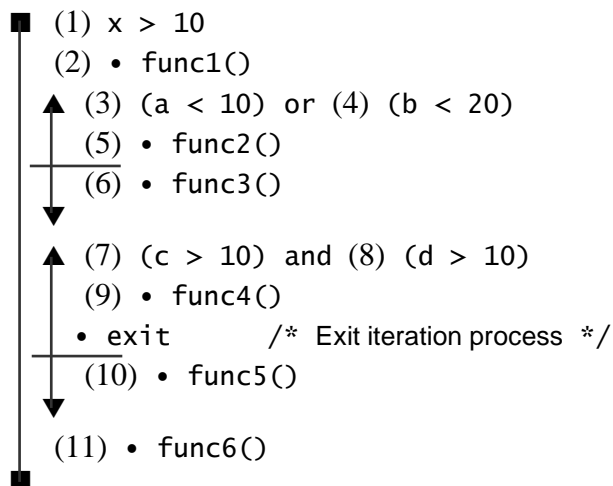 (1) x > 10
(2) • func1()
(3) (a < 10) or (4) (b < 20)
(5) • func2()
(6) • func3()
(7) (c > 10) and (8) (d > 10)
(9) • func4()
• exit /* Exit iteration process */
(10) • func5()
(11) • func6()